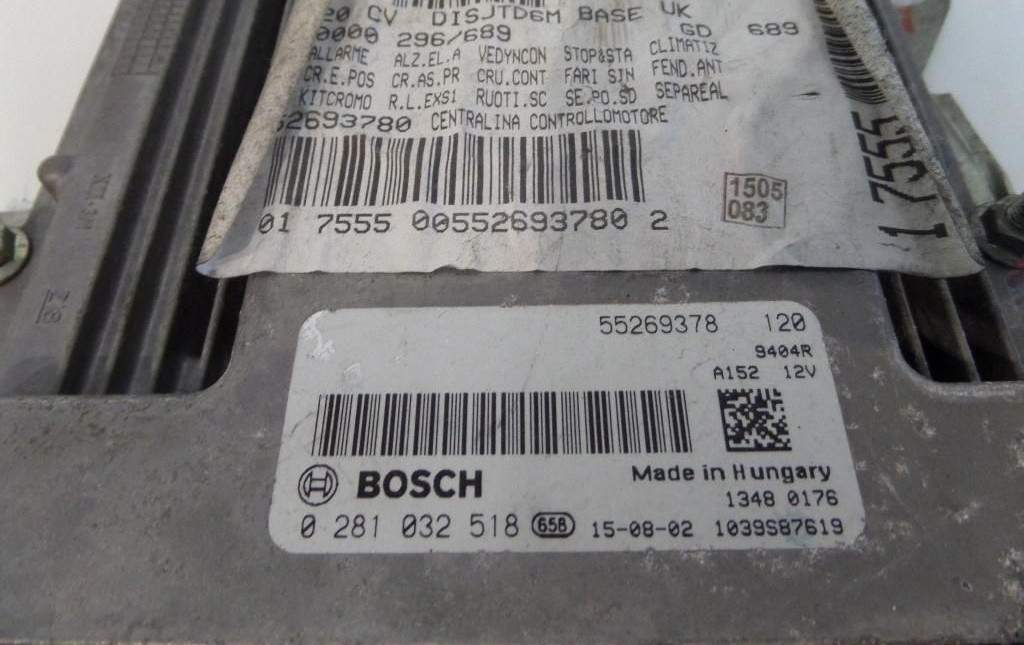 20 CV DISJTD6M BASE UK
0000 296/689 GD 689
ALLARME ALZ.EL.A VEDYNCON STOP&STA CLIMATIZ
CR.E.POS CR.AS.PR CRU.CONT FARI SIN FEND.ANT
KITCROMO R.L.EXS1 RUOTI.SC SE.PO.SD SEPAREAL
52693780 CENTRALINA CONTROLLOMOTORE
01 7555 00552693780 2
1505
083
1 7555
55269378 120
9404R
A152 12V
BOSCH
Made in Hungary
1348 0176
0 281 032 518 658 15-08-02 1039S87619